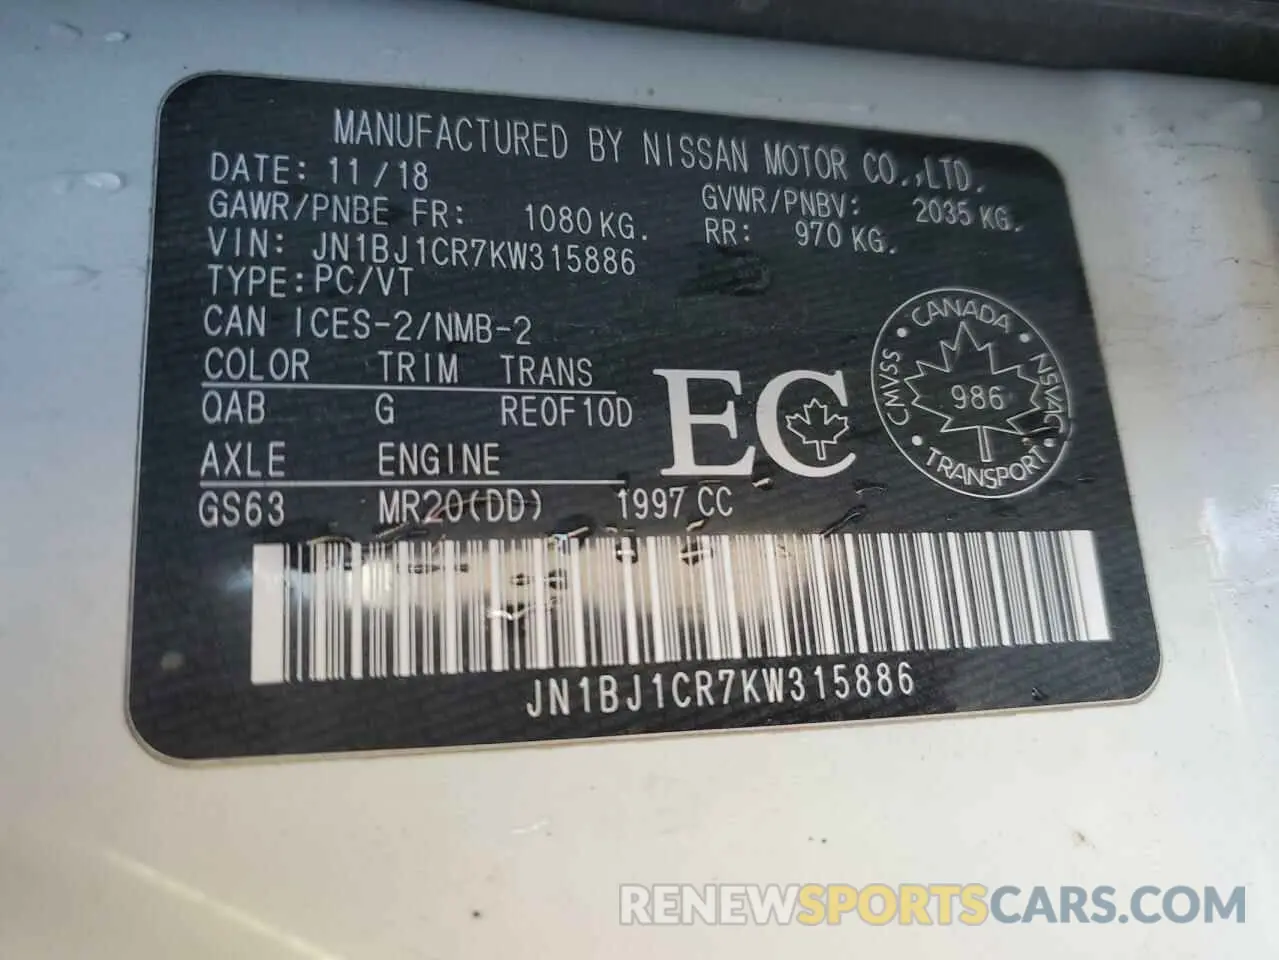 MANUFACTURED BY NISSAN MOTOR CO.,LTD.
DATE: 11/18
GVWR/PNBV: 2035 KG.
GAWR/PNBE FR: 1080 KG.
RR: 970 KG.
VIN: JN1BJ1CR7KW315886
TYPE: PC/VT
CAN ICES-2/NMB-2
COLOR TRIM TRANS
QAB G RE0F10D
AXLE ENGINE
GS63 MR20(DD) 1997 CC
EC
CANADA
CMVSS
NSVAC
986
TRANSPORT
JN1BJ1CR7KW315886
RENEWSPORTSCARS.COM